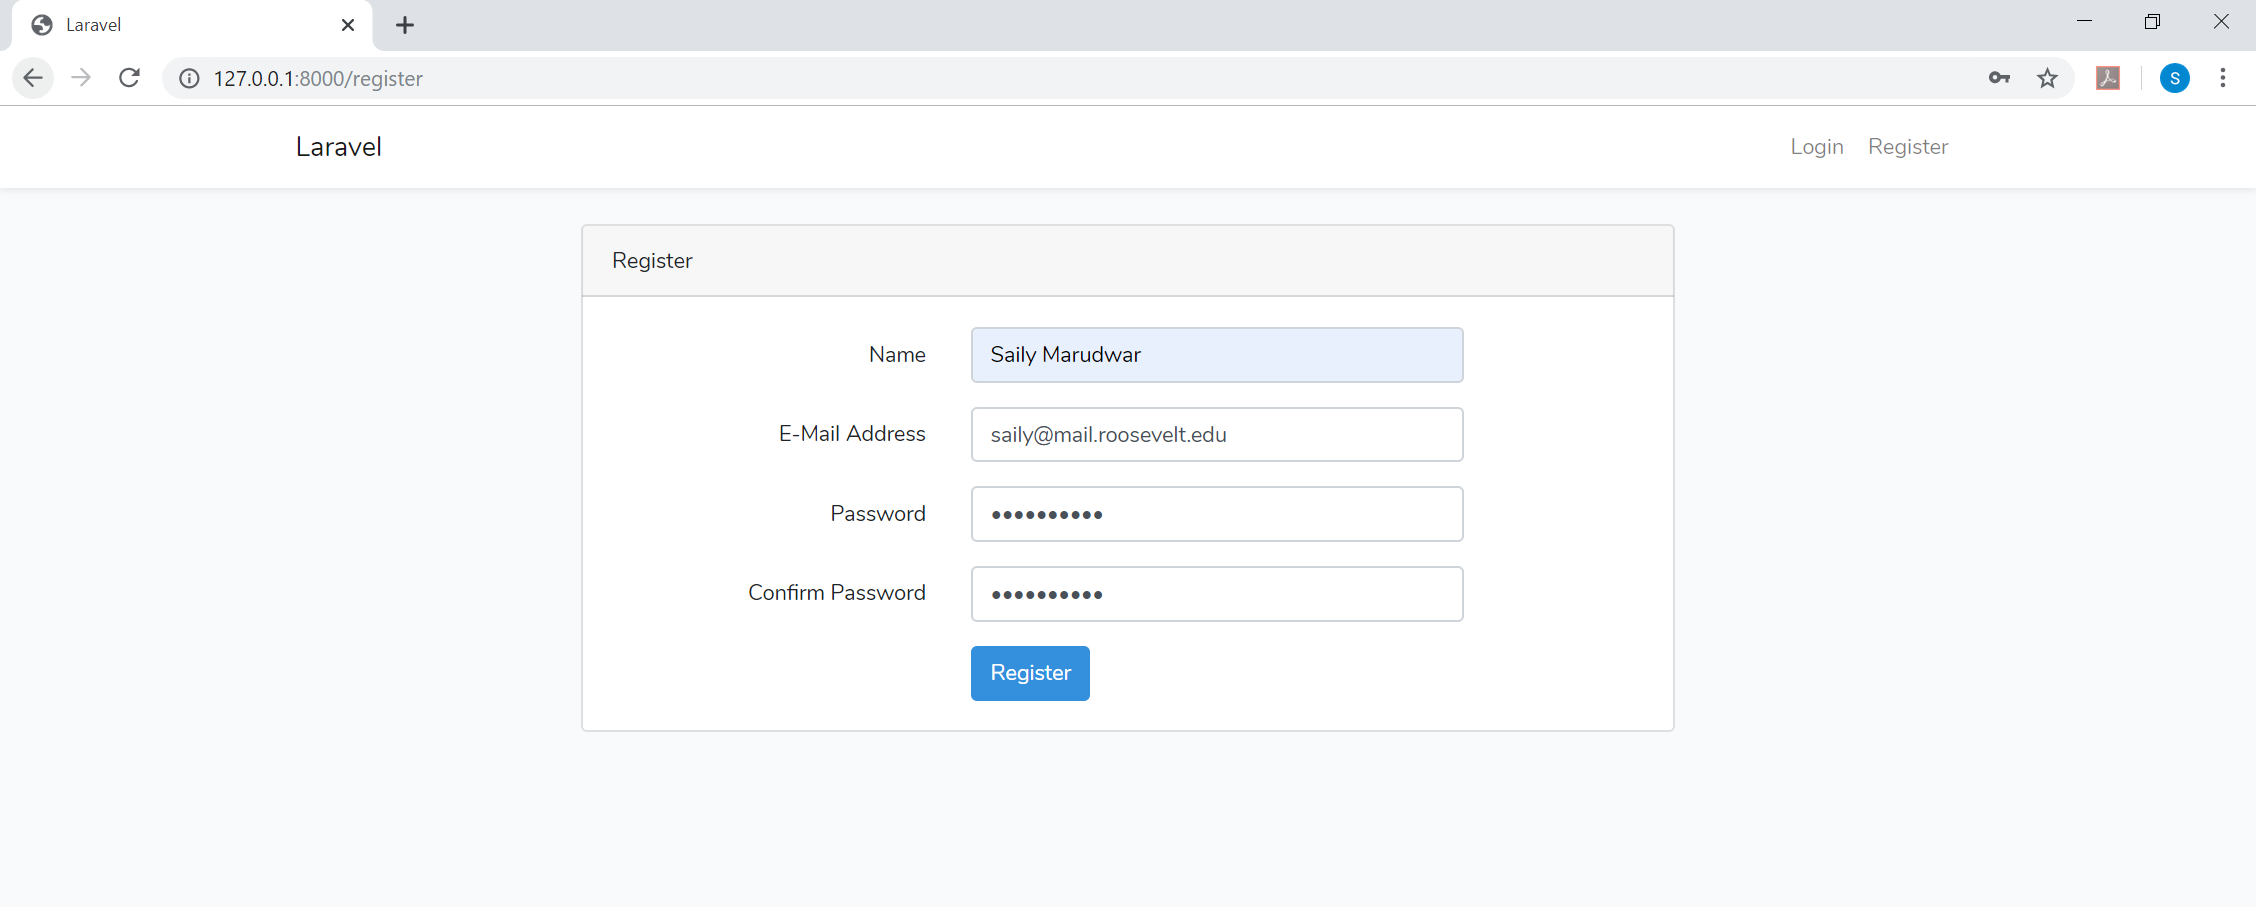 Laravel
127.0.0.1:8000/register
S
Laravel
Login Register
Register
Name Saily Marudwar
E-Mail Address saily@mail.roosevelt.edu
Password ••••••••••
Confirm Password ••••••••••
Register